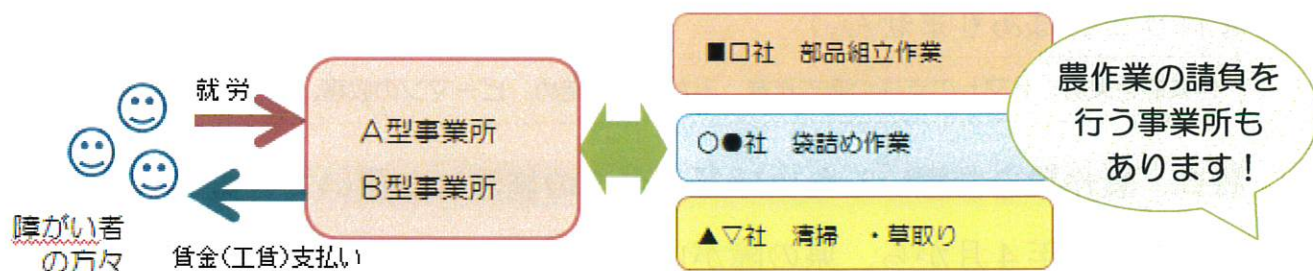 就労
障がい者
の方々
賃金(工賃)支払い
A型事業所
B型事業所
■□社 部品組立作業
○●社 袋詰め作業
▲▽社 清掃 ・草取り
農作業の請負を
行う事業所も
あります!